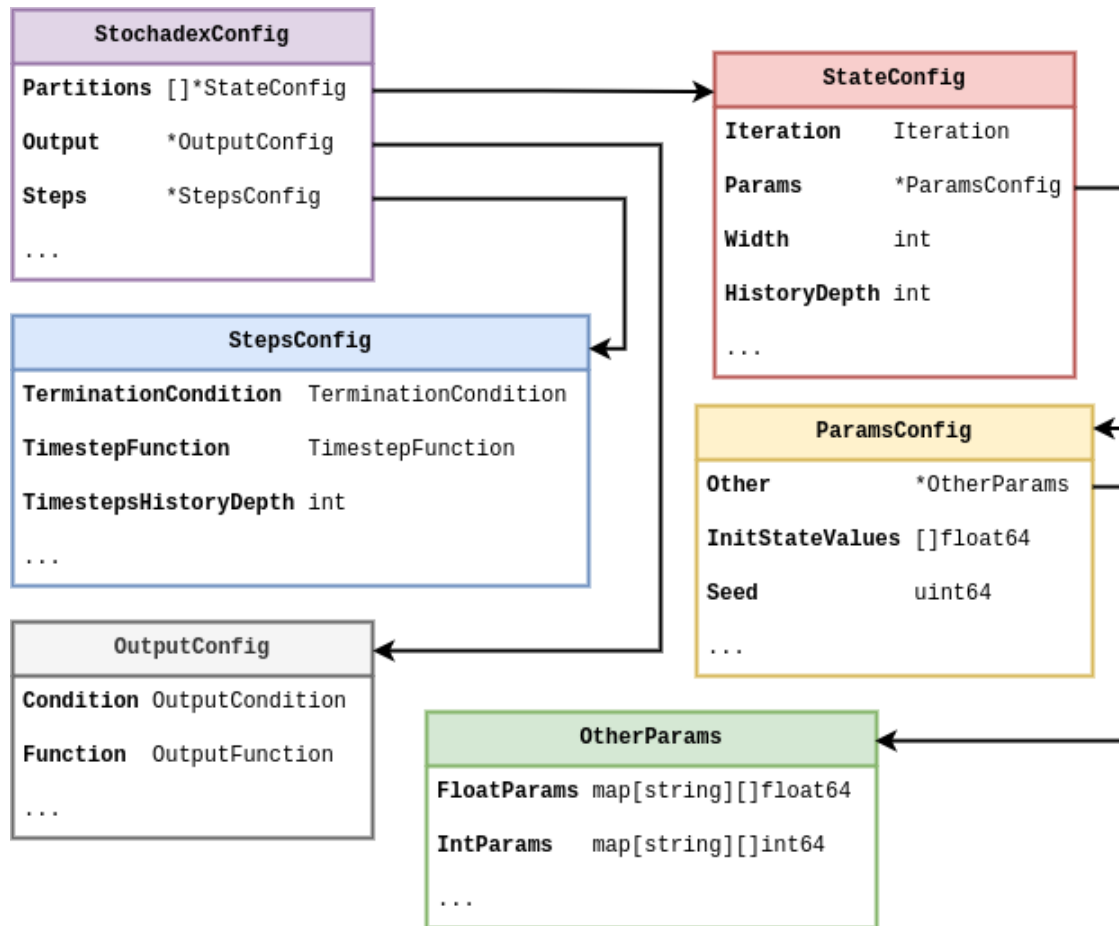 StochadexConfig
Partitions []*StateConfig
Output *OutputConfig
Steps *StepsConfig
...
StateConfig
Iteration Iteration
Params *ParamsConfig
Width int
HistoryDepth int
...
StepsConfig
TerminationCondition TerminationCondition
TimestepFunction TimestepFunction
TimestepsHistoryDepth int
...
ParamsConfig
Other *OtherParams
InitStateValues []float64
Seed uint64
...
OutputConfig
Condition OutputCondition
Function OutputFunction
...
OtherParams
FloatParams map[string][]float64
IntParams map[string][]int64
...